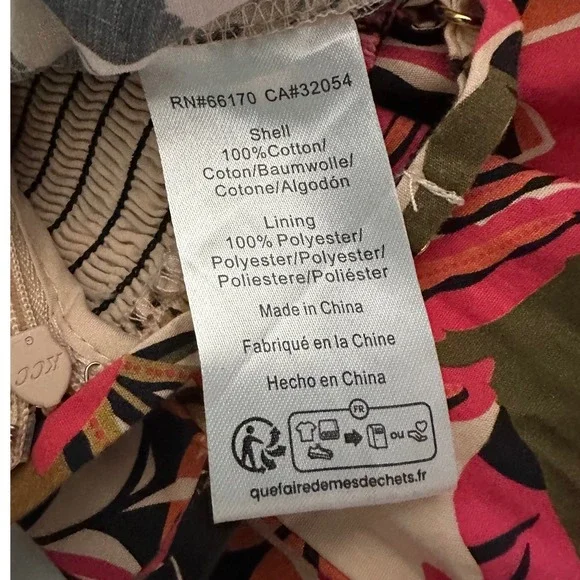 RN#66170 CA#32054
Shell
100%Cotton/
Coton/Baumwolle/
Cotone/Algodón
Lining
100% Polyester/
Polyester/Polyester/
Poliestere/Poliéster
Made in China
Fabriqué en la Chine
Hecho en China
FR
ou
quefairedemesdechets.fr
KCC